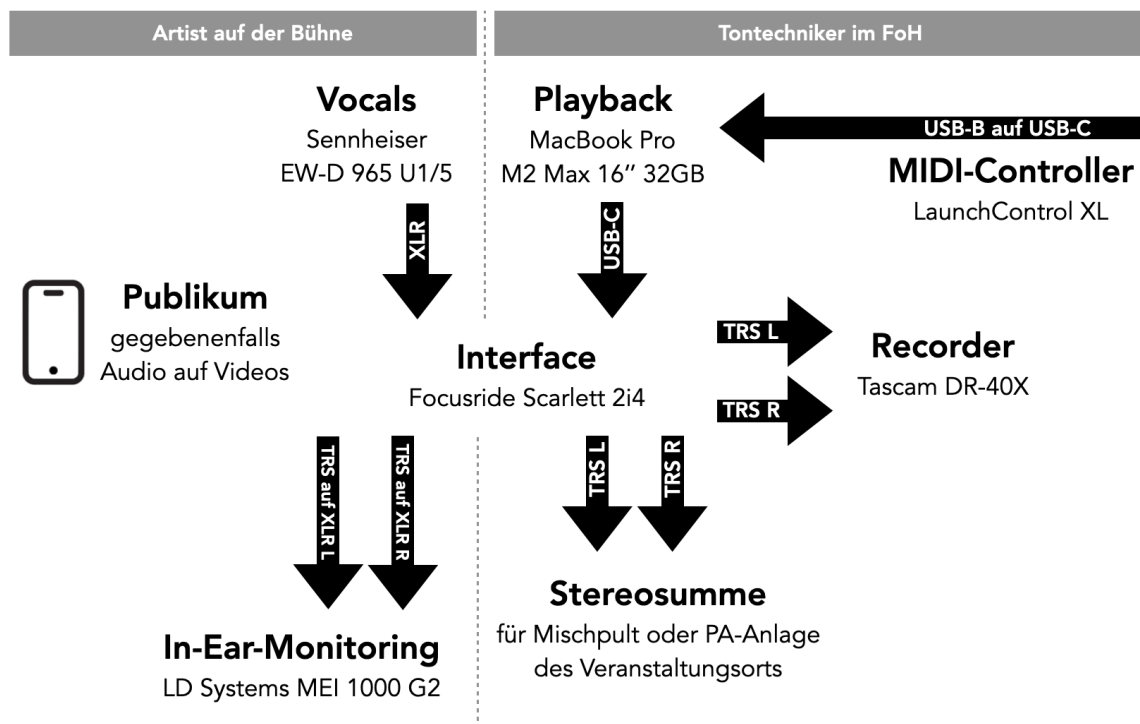 Artist auf der Bühne
Tontechniker im FoH
Vocals
Sennheiser
EW-D 965 U1/5
Playback
MacBook Pro
M2 Max 16’’ 32GB
USB-B auf USB-C
MIDI-Controller
LaunchControl XL
XLR
USB-C
Publikum
gegebenenfalls
Audio auf Videos
Interface
Focusride Scarlett 2i4
TRS L
TRS R
Recorder
Tascam DR-40X
TRS auf XLR L
TRS auf XLR R
TRS L
TRS R
In-Ear-Monitoring
LD Systems MEI 1000 G2
Stereosumme
für Mischpult oder PA-Anlage
des Veranstaltungsorts